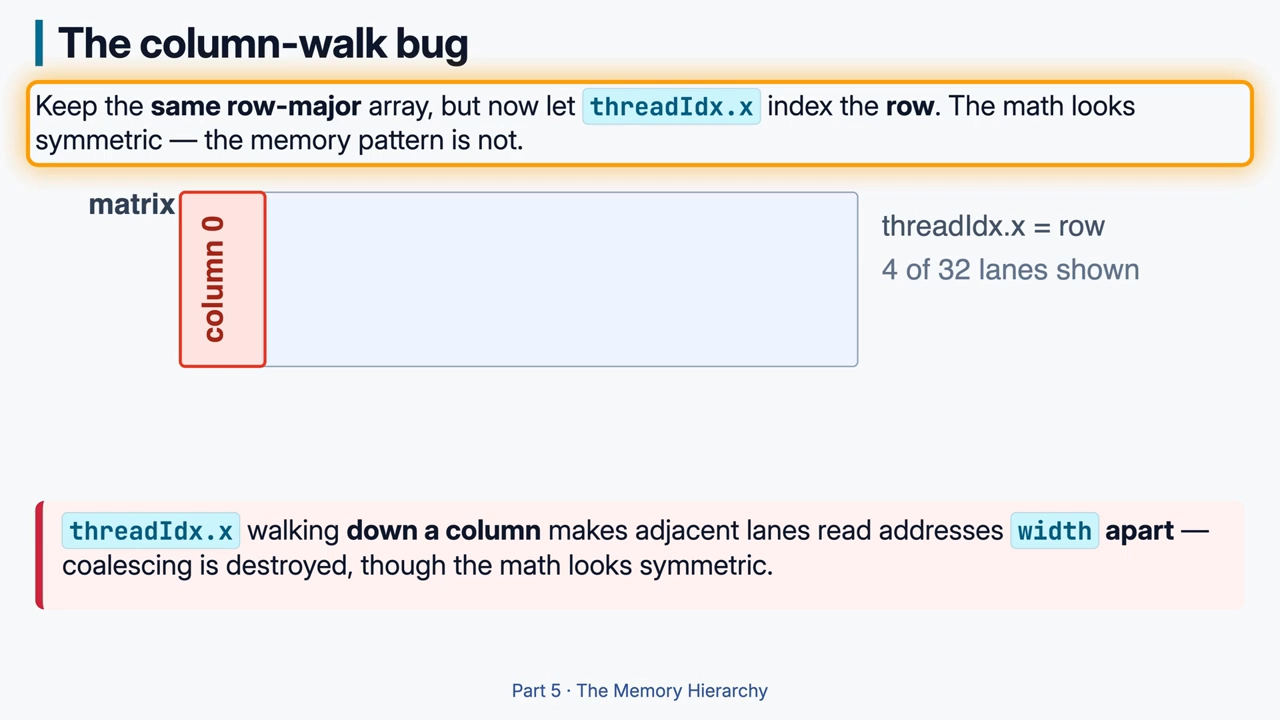 The column-walk bug
Keep the same row-major array, but now let threadIdx.x index the row. The math looks
symmetric — the memory pattern is not.
matrix
column 0
threadIdx.x = row
4 of 32 lanes shown
threadIdx.x walking down a column makes adjacent lanes read addresses width apart —
coalescing is destroyed, though the math looks symmetric.
Part 5 · The Memory Hierarchy